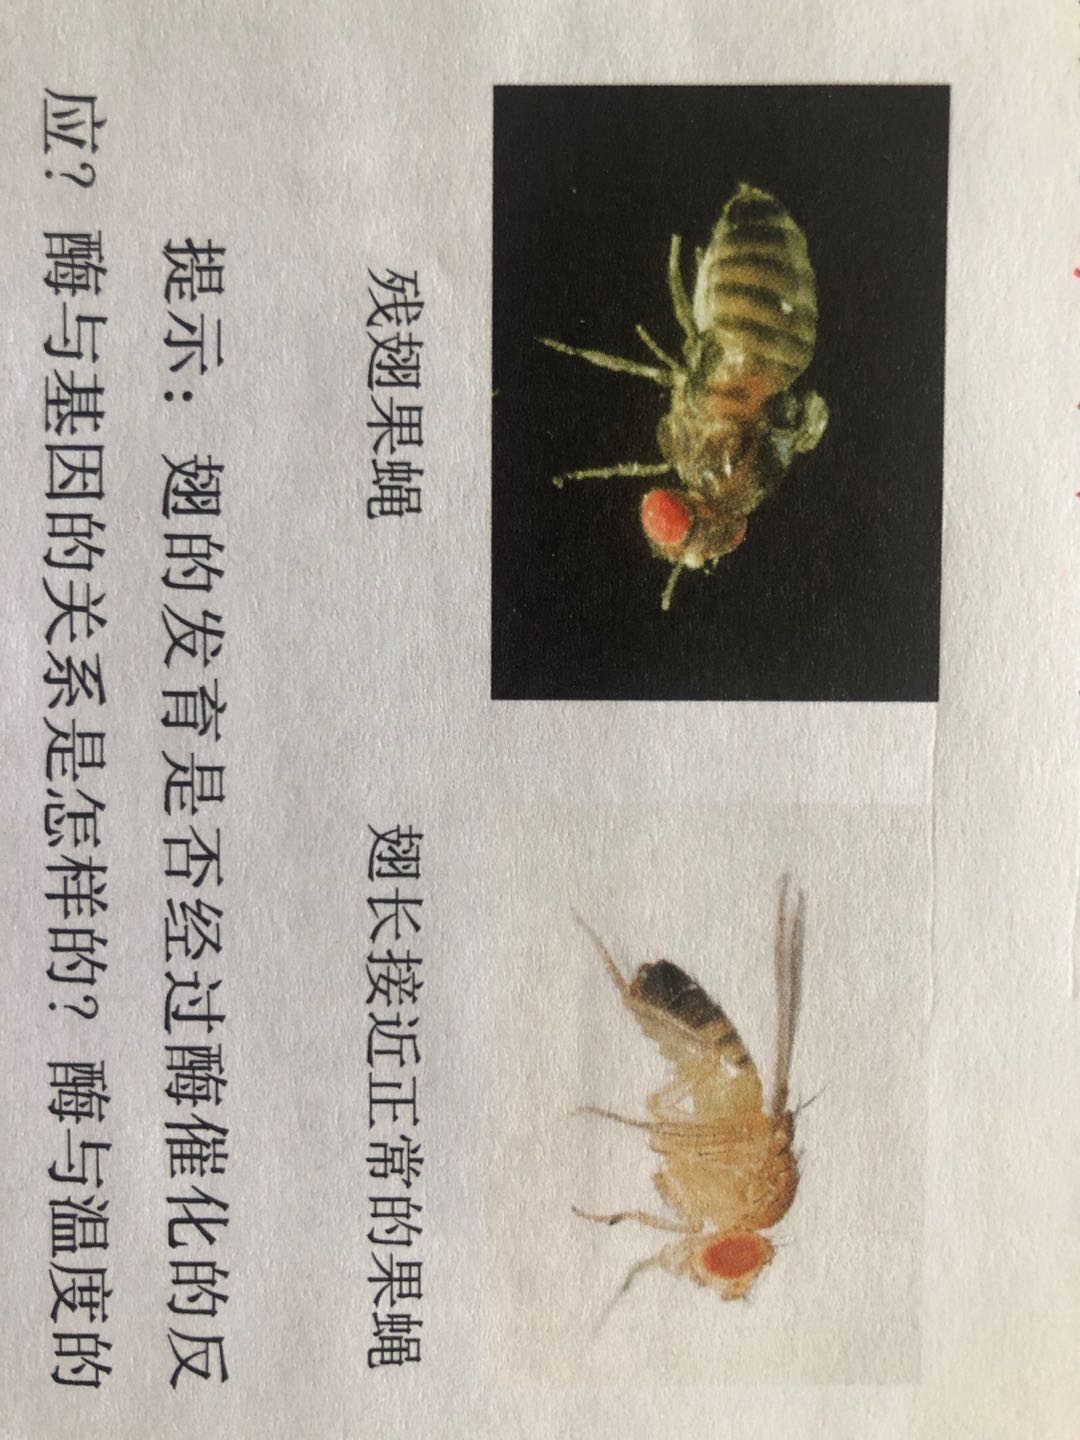 残翅果蝇
翅长接近正常的果蝇
提示：翅的发育是否经过酶催化的反
应？酶与基因的关系是怎样的？酶与温度的